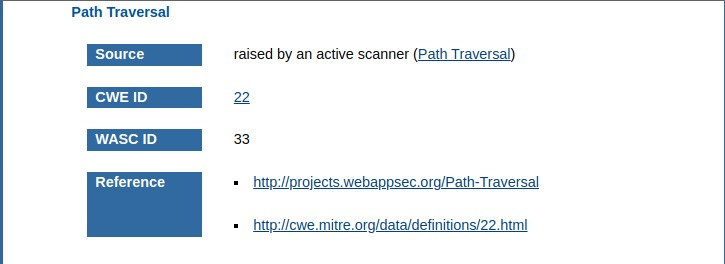 Path Traversal
Source raised by an active scanner (Path Traversal)
CWE ID 22
WASC ID 33
Reference http://projects.webappsec.org/Path-Traversal
http://cwe.mitre.org/data/definitions/22.html